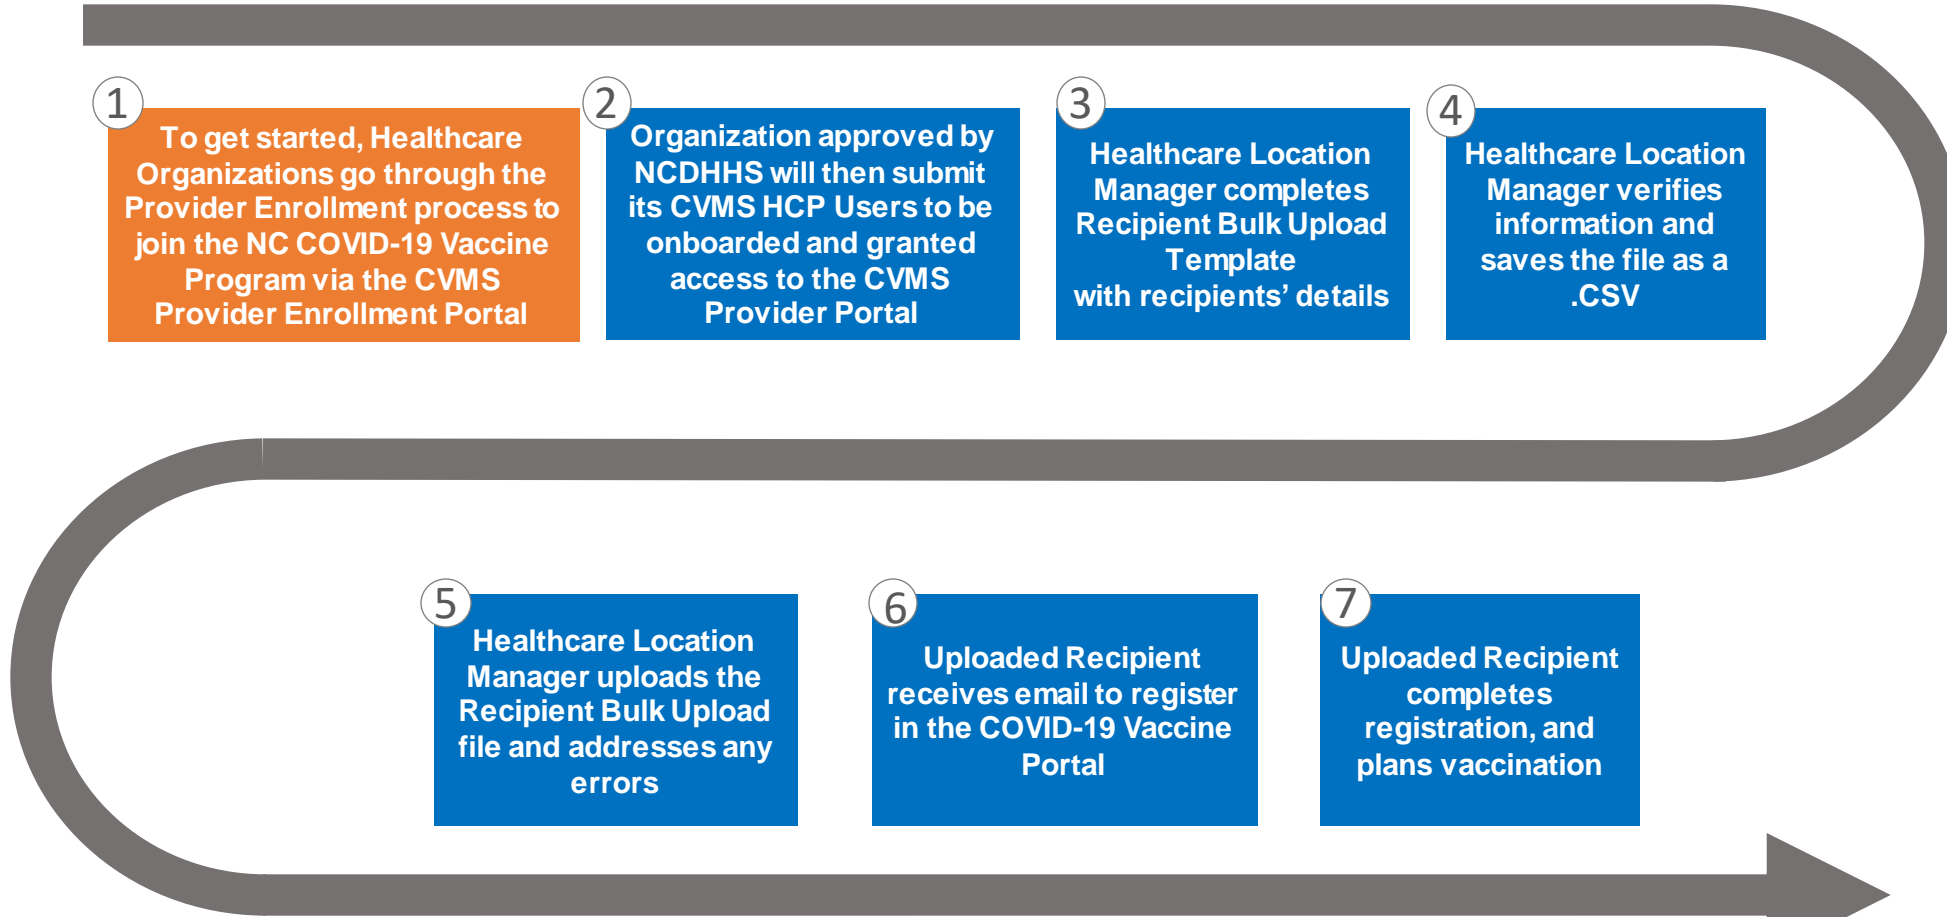 1
To get started, Healthcare
Organizations go through the
Provider Enrollment process to
join the NC COVID-19 Vaccine
Program via the CVMS
Provider Enrollment Portal
2
Organization approved by
NCDHHS will then submit
its CVMS HCP Users to be
onboarded and granted
access to the CVMS
Provider Portal
3
Healthcare Location
Manager completes
Recipient Bulk Upload
Template
with recipients’ details
4
Healthcare Location
Manager verifies
information and
saves the file as a
.CSV
5
Healthcare Location
Manager uploads the
Recipient Bulk Upload
file and addresses any
errors
6
Uploaded Recipient
receives email to register
in the COVID-19 Vaccine
Portal
7
Uploaded Recipient
completes
registration, and
plans vaccination